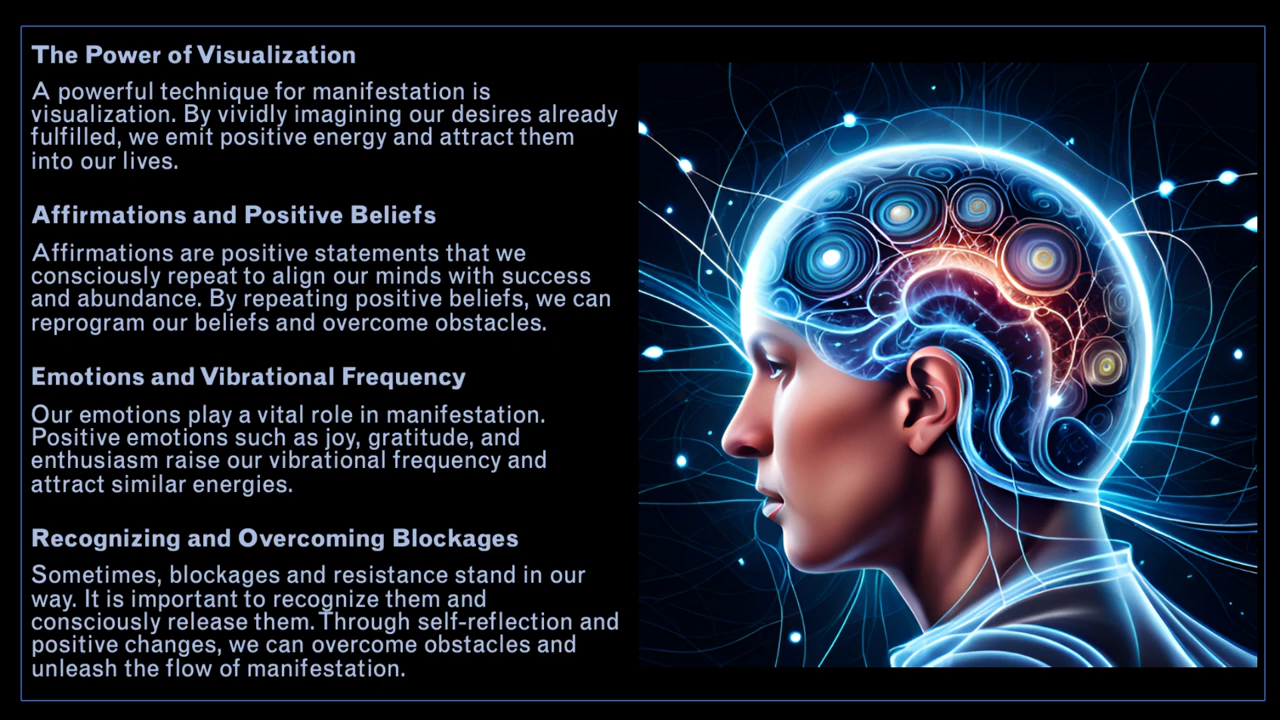 The Power of Visualization
A powerful technique for manifestation is
visualization. By vividly imagining our desires already
fulfilled, we emit positive energy and attract them
into our lives.
Affirmations and Positive Beliefs
Affirmations are positive statements that we
consciously repeat to align our minds with success
and abundance. By repeating positive beliefs, we can
reprogram our beliefs and overcome obstacles.
Emotions and Vibrational Frequency
Our emotions play a vital role in manifestation.
Positive emotions such as joy, gratitude, and
enthusiasm raise our vibrational frequency and
attract similar energies.
Recognizing and Overcoming Blockages
Sometimes, blockages and resistance stand in our
way. It is important to recognize them and
consciously release them. Through self-reflection and
positive changes, we can overcome obstacles and
unleash the flow of manifestation.